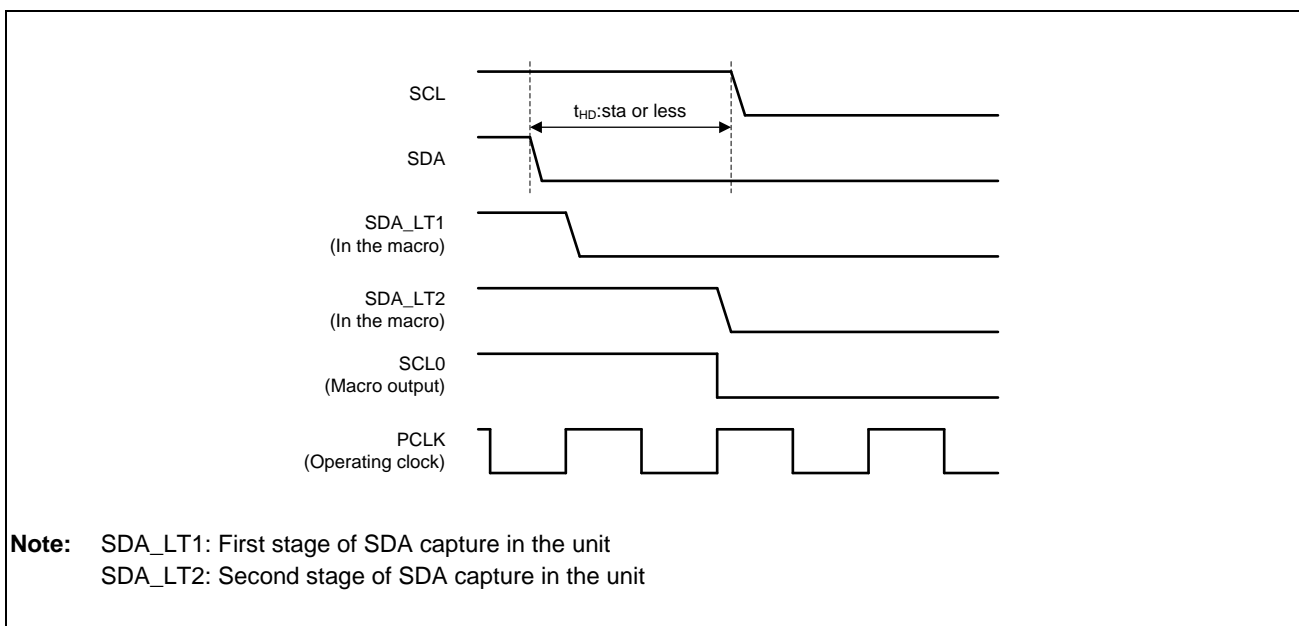 SCL
tHD:sta or less
SDA
SDA_LT1
(In the macro)
SDA_LT2
(In the macro)
SCL0
(Macro output)
PCLK
(Operating clock)
Note: SDA_LT1: First stage of SDA capture in the unit
SDA_LT2: Second stage of SDA capture in the unit